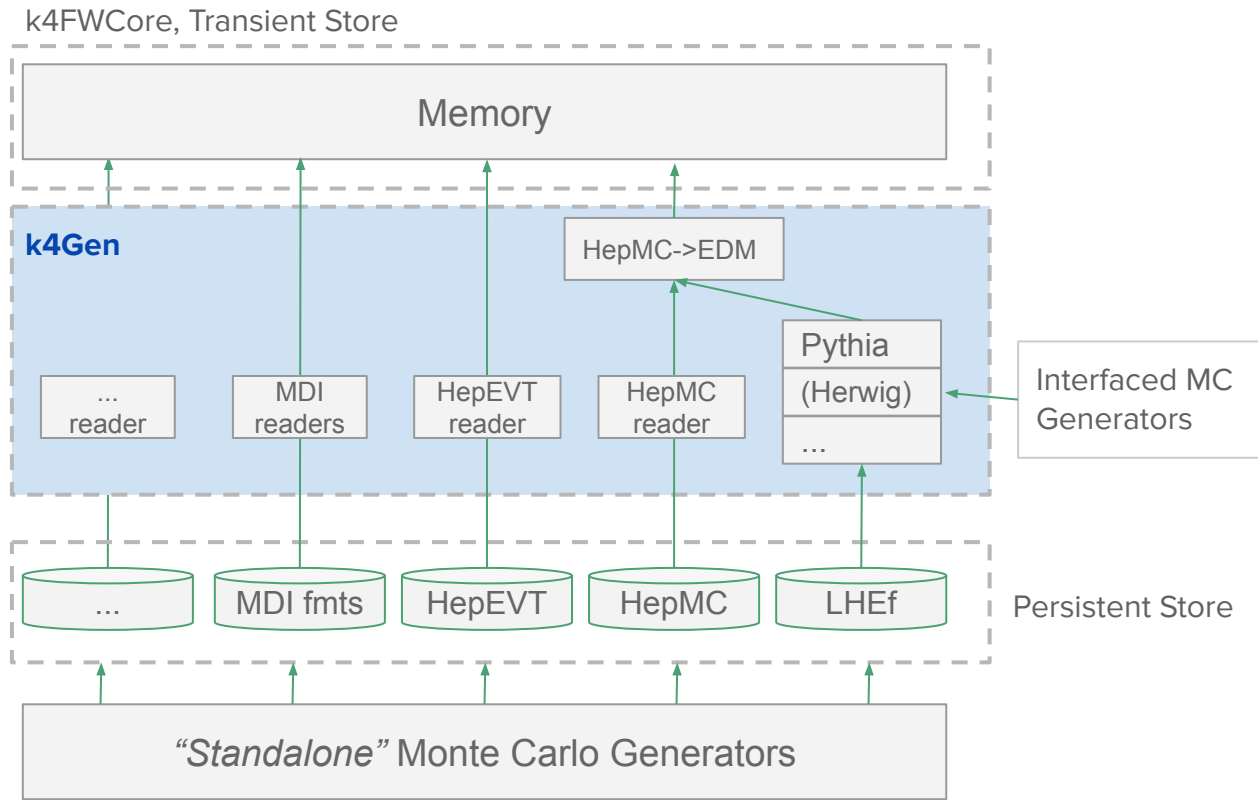 k4FWCore, Transient Store
Memory
k4Gen
HepMC->EDM
Pythia
(Herwig)
...
Interfaced MC
Generators
...
reader
MDI
readers
HepEVT
reader
HepMC
reader
...
MDI fmts
HepEVT
HepMC
LHEf
Persistent Store
“Standalone” Monte Carlo Generators